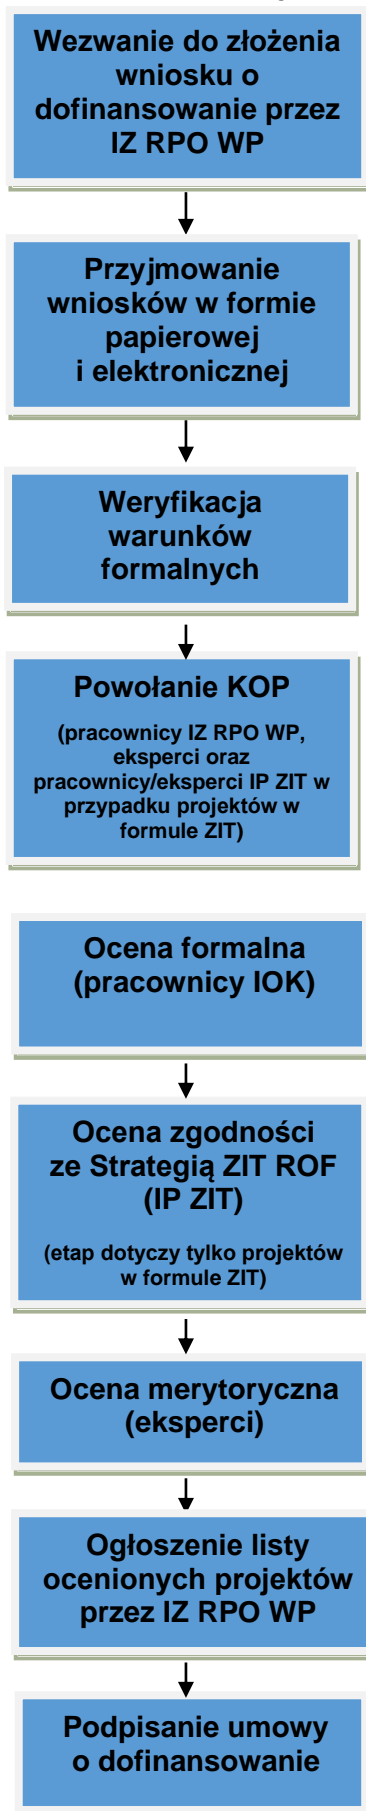 Wezwanie do złożenia
wniosku o
dofinansowanie przez
IZ RPO WP
Przyjmowanie
wniosków w formie
papierowej
i elektronicznej
Weryfikacja
warunków
formalnych
Powołanie KOP
(pracownicy IZ RPO WP,
eksperci oraz
pracownicy/eksperci IP ZIT w
przypadku projektów w
formule ZIT)
Ocena formalna
(pracownicy IOK)
Ocena zgodności
ze Strategią ZIT ROF
(IP ZIT)
(etap dotyczy tylko projektów
w formule ZIT)
Ocena merytoryczna
(eksperci)
Ogłoszenie listy
ocenionych projektów
przez IZ RPO WP
Podpisanie umowy
o dofinansowanie